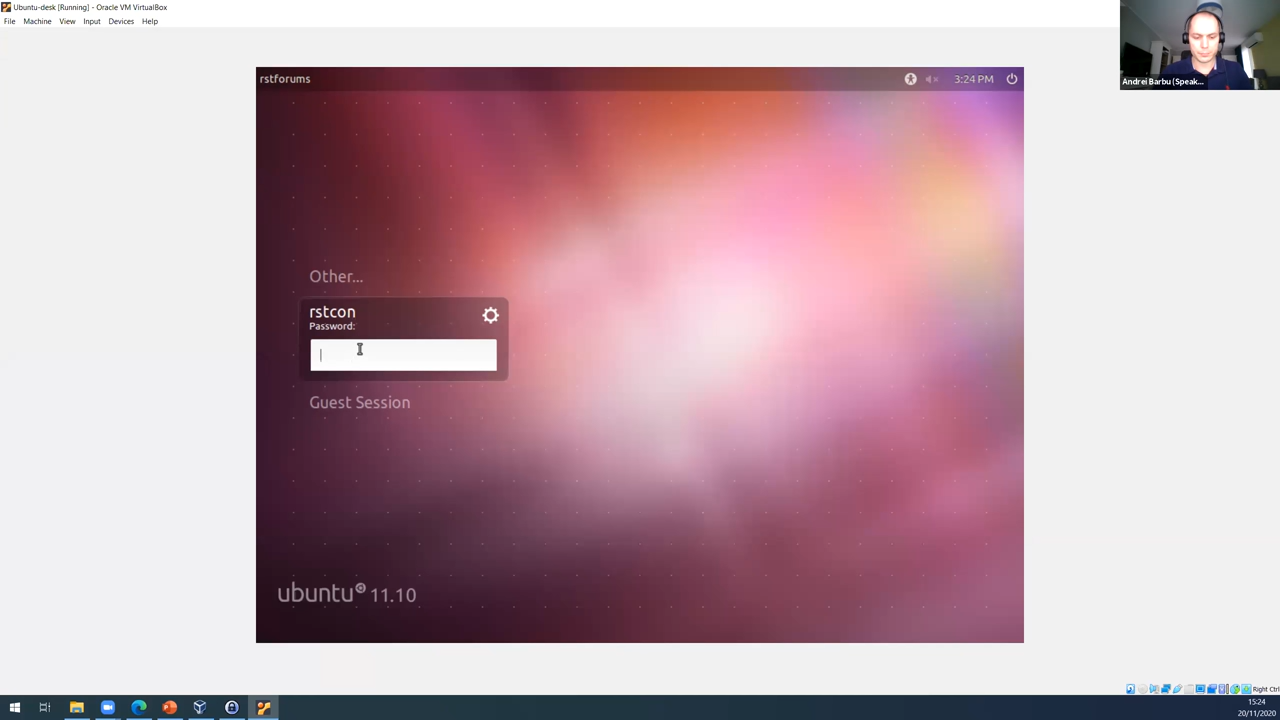 Ubuntu-desk [Running] - Oracle VM VirtualBox
File Machine View Input Devices Help
Andrei Barbu (Speak...
rstforums
3:24 PM
Other...
rstcon
Password:
Guest Session
ubuntu 11.10
Right Ctrl
15:24
20/11/2020